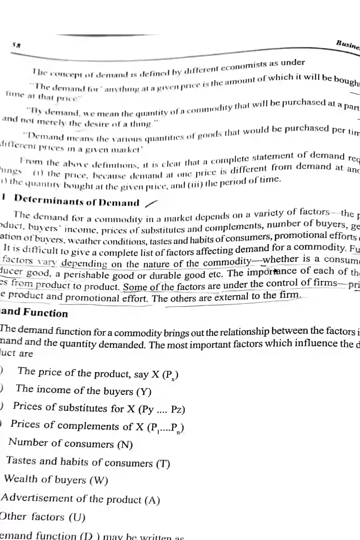 58
Busine
The concept of demand is defined by different economists as under
"The demand for anything at a given price is the amount of which it will be bough
time at that price"
"By demand, we mean the quantity of a commodity that will be purchased at a part
and not merely the desire of a thing."
"Demand means the various quantities of goods that would be purchased per tim
different prices in a given market"
From the above definitions, it is clear that a complete statement of demand req
ings (i) the price, because demand at one price is different from demand at ano
) the quantity bought at the given price, and (iii) the period of time.
1 Determinants of Demand
The demand for a commodity in a market depends on a variety of factors—the p
oduct, buyers' income, prices of substitutes and complements, number of buyers, ge
ation of buyers, weather conditions, tastes and habits of consumers, promotional efforts
It is difficult to give a complete list of factors affecting demand for a commodity. Fu
factors vary depending on the nature of the commodity—whether is a consume
ducer good, a perishable good or durable good etc. The importance of each of the
es from product to product. Some of the factors are under the control of firms—pri
e product and promotional effort. The others are external to the firm.
and Function
The demand function for a commodity brings out the relationship between the factors i
mand and the quantity demanded. The most important factors which influence the d
duct are
) The price of the product, say X (Px)
) The income of the buyers (Y)
) Prices of substitutes for X (Py .... Pz)
) Prices of complements of X (P1....Pn)
Number of consumers (N)
Tastes and habits of consumers (T)
Wealth of buyers (W)
Advertisement of the product (A)
Other factors (U)
emand function (D ) may be written as